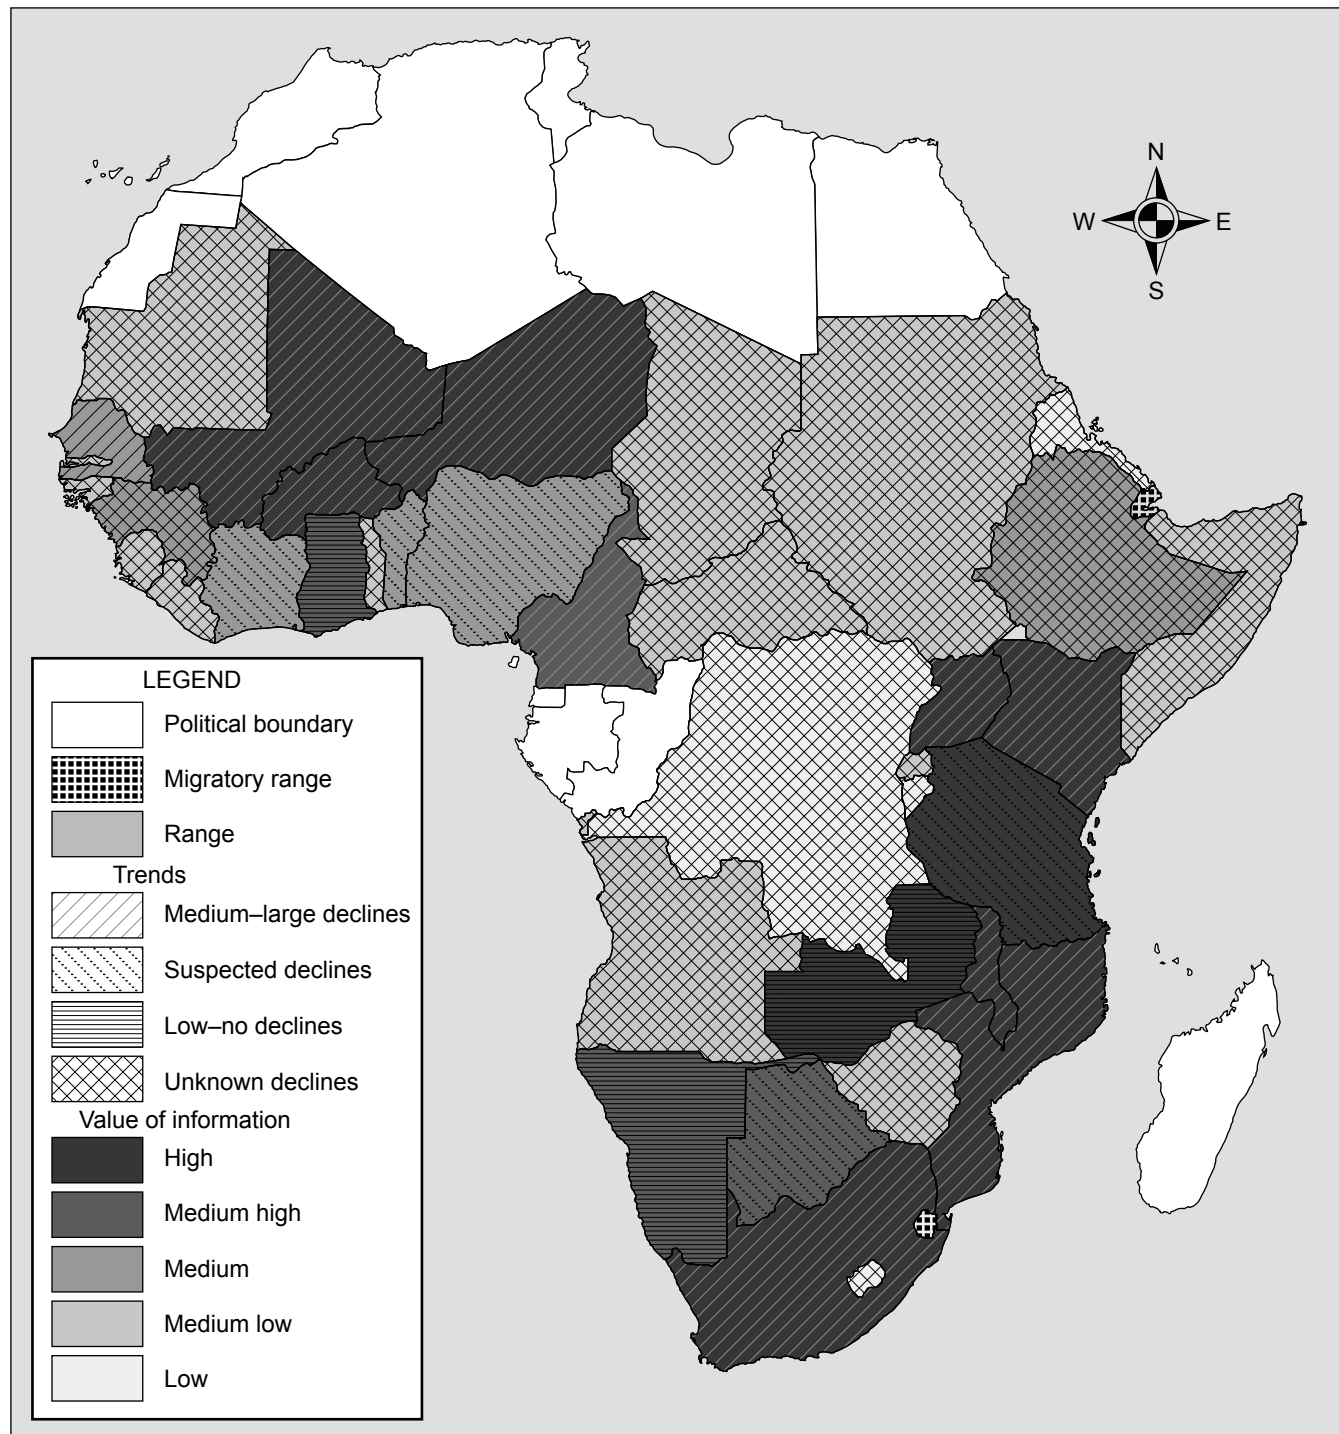 N
W
E
S
LEGEND
Political boundary
Migratory range
Range
Trends
Medium–large declines
Suspected declines
Low–no declines
Unknown declines
Value of information
High
Medium high
Medium
Medium low
Low